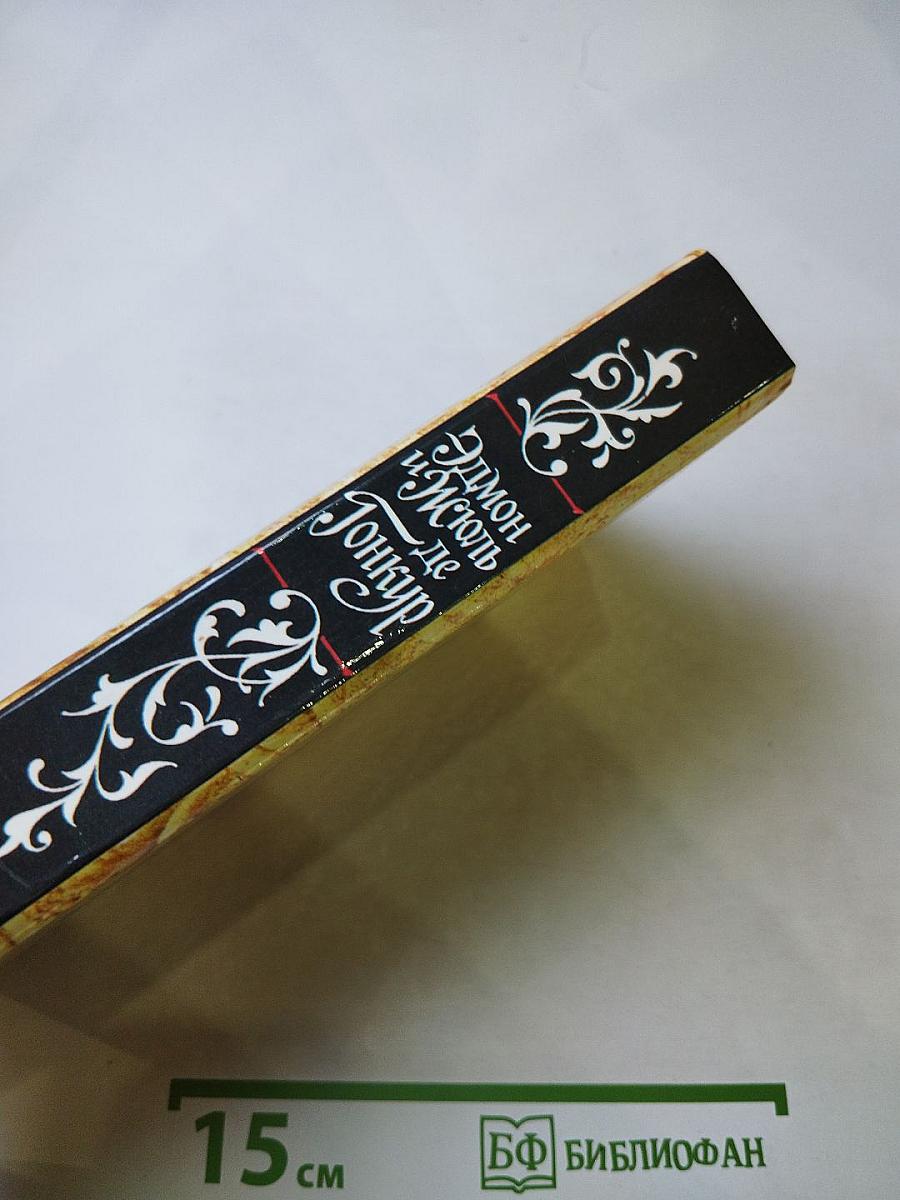 Эдмон
и Жюль
де
Гонкур
15 см
БФ БИБЛИОФАН